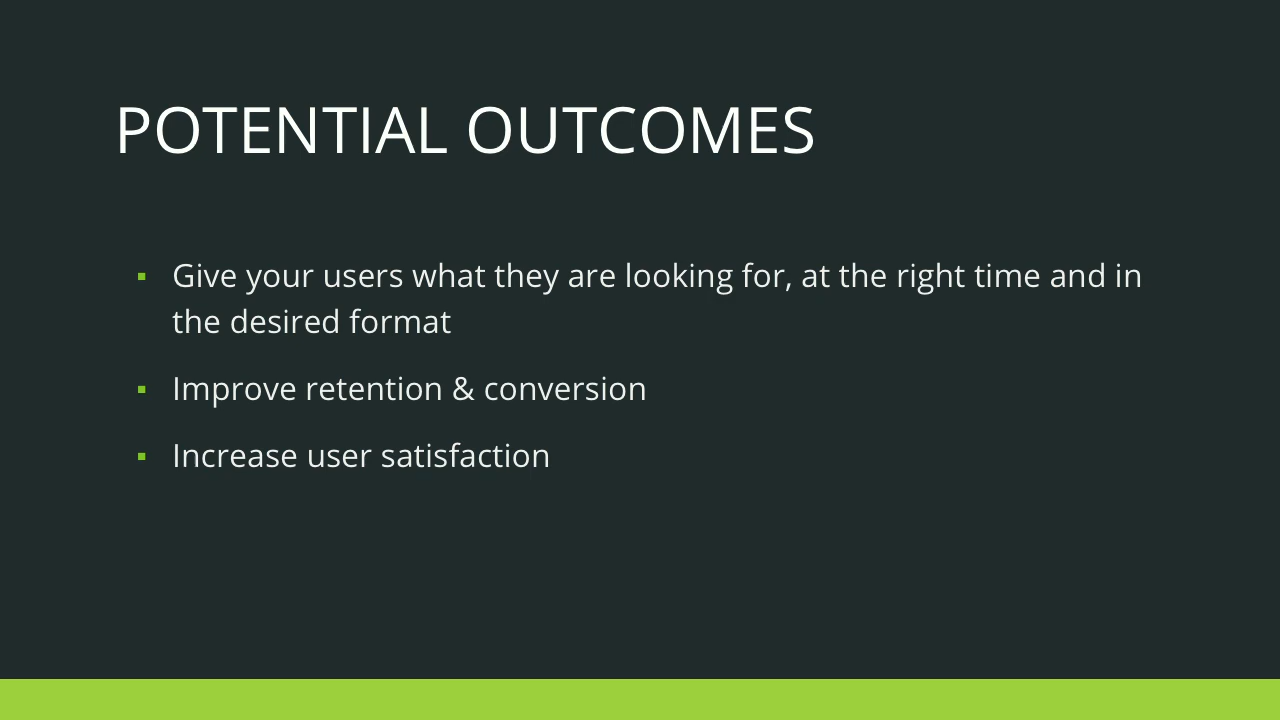 POTENTIAL OUTCOMES
▪ Give your users what they are looking for, at the right time and in
the desired format
▪ Improve retention & conversion
▪ Increase user satisfaction